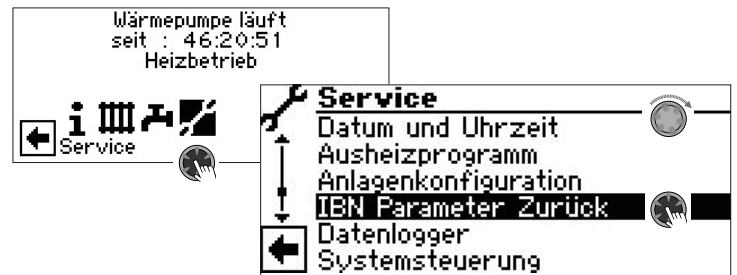 Wärmepumpe läuft
seit : 46:20:51
Heizbetrieb
Service
Service
Datum und Uhrzeit
Ausheizprogramm
Anlagenkonfiguration
IBN Parameter Zurück
Datenlogger
Systemsteuerung